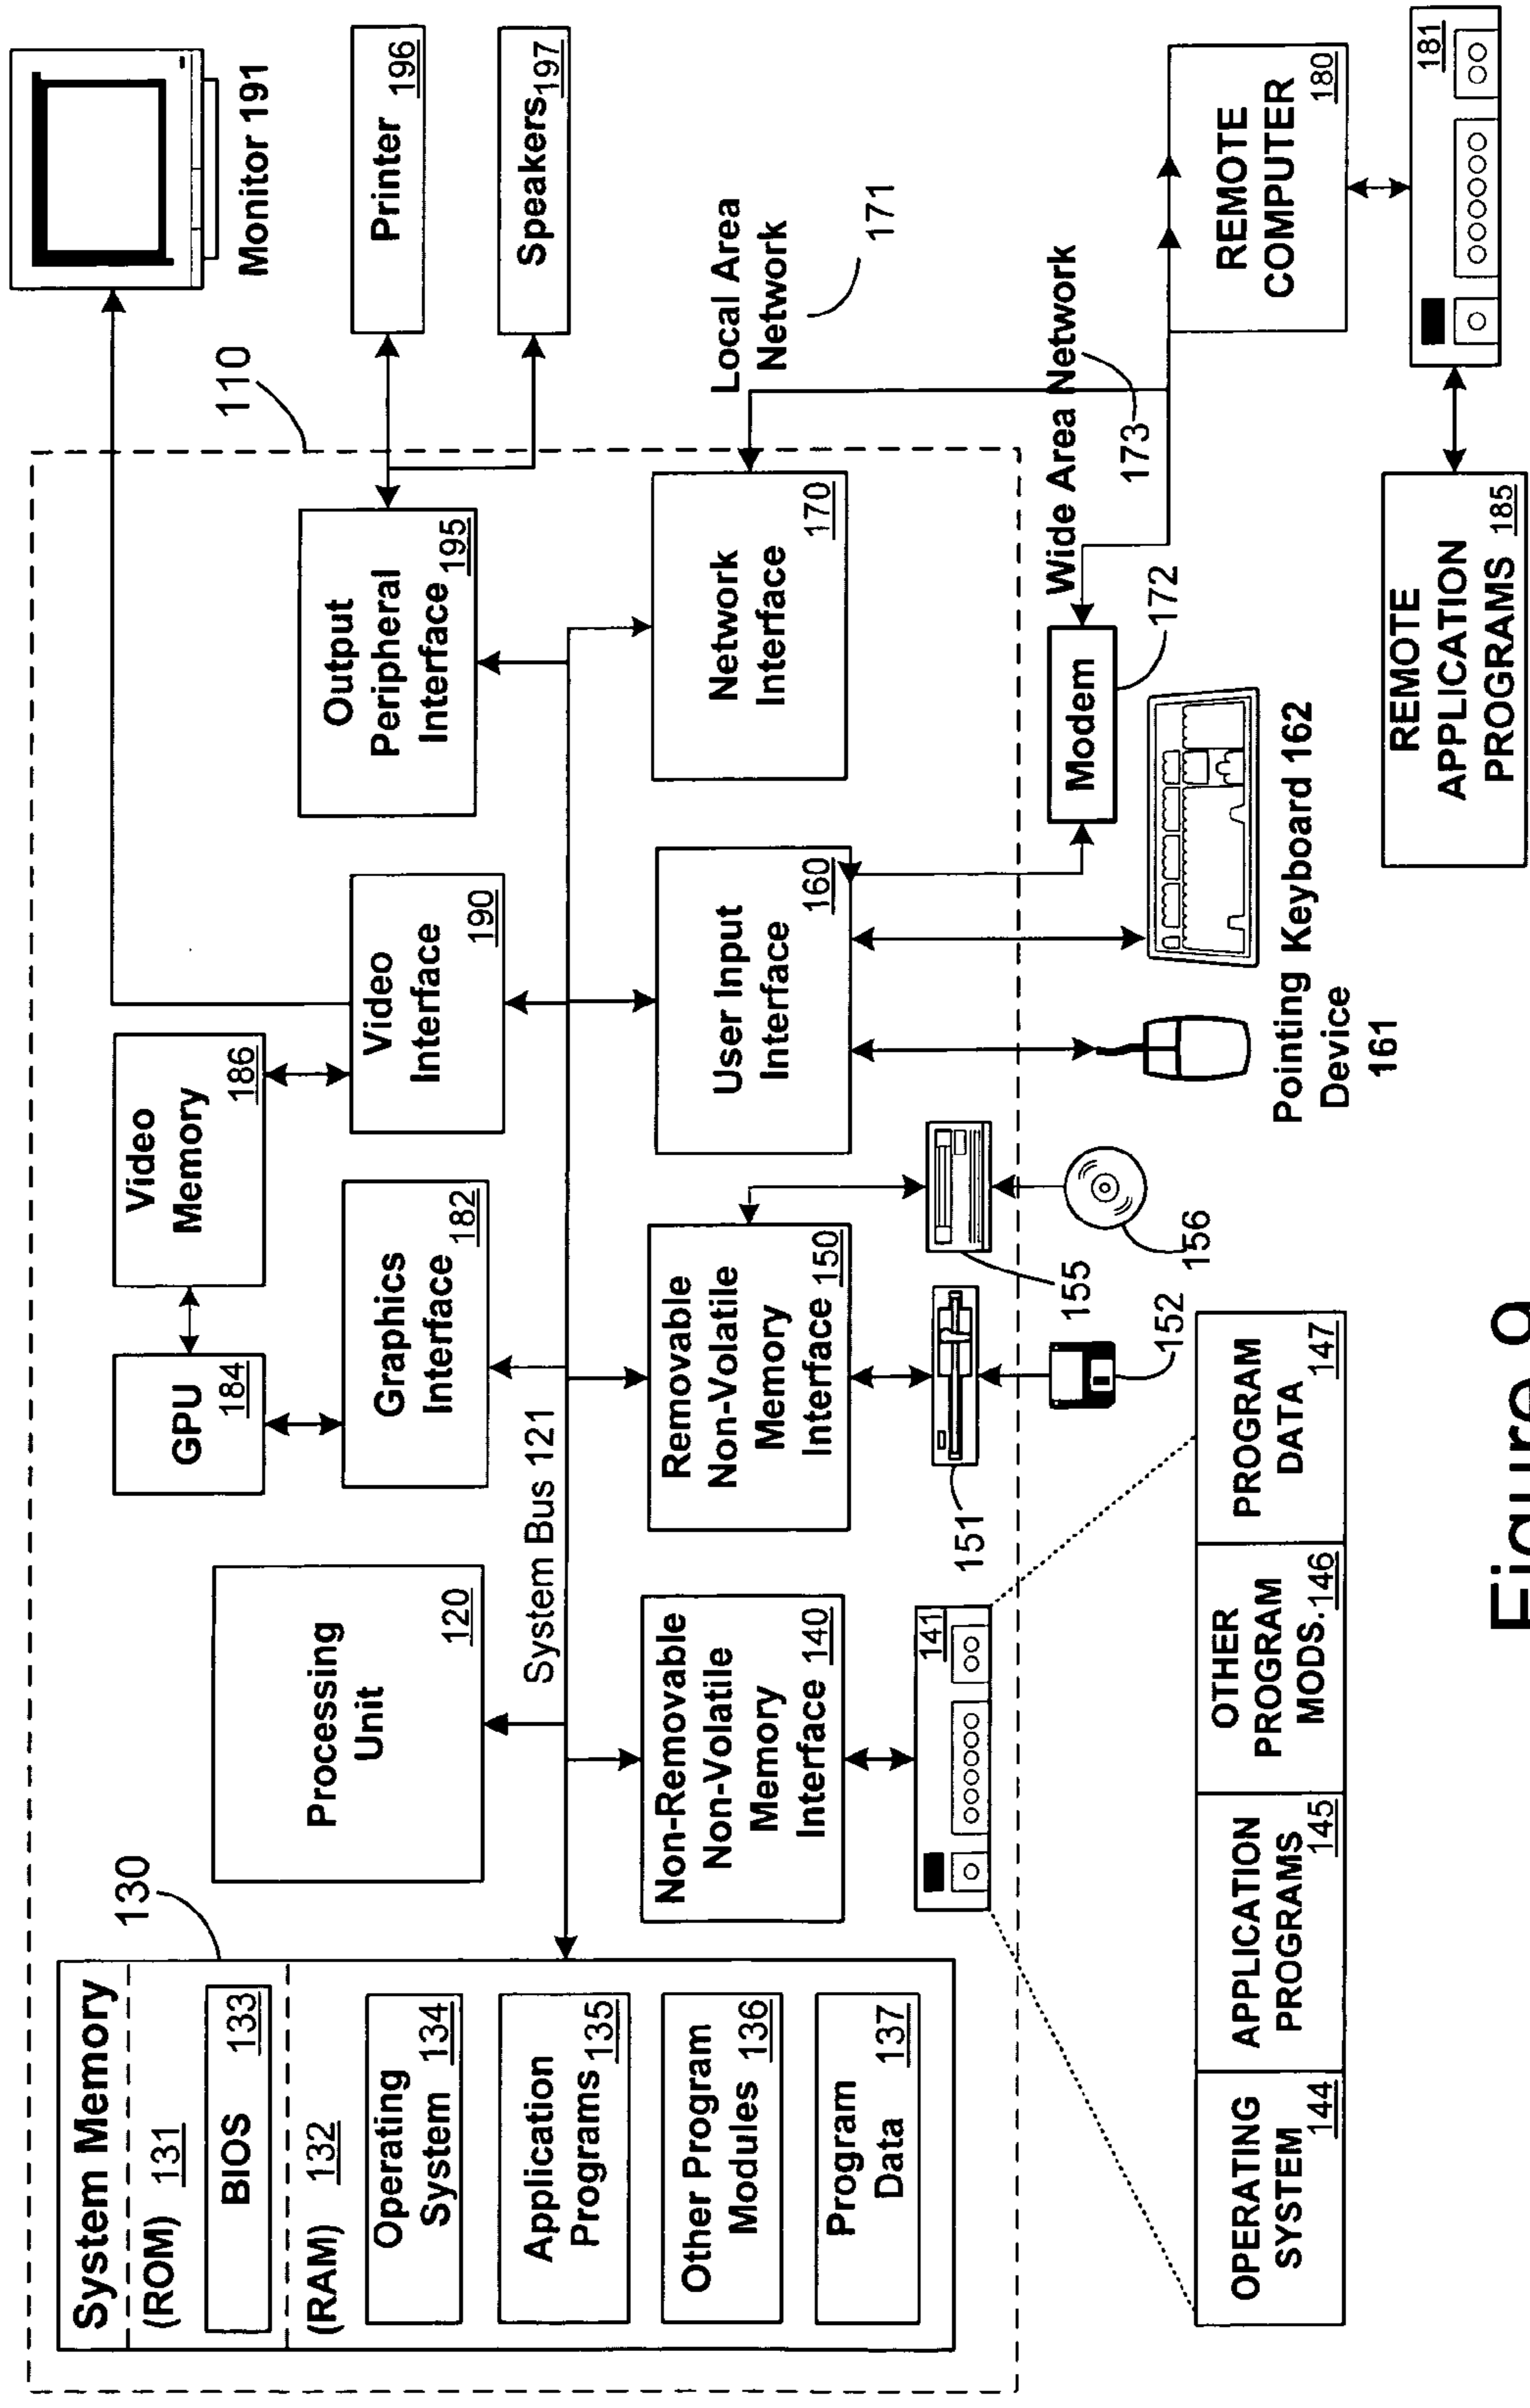 110
130
System Memory
(ROM) 131
BIOS 133
(RAM) 132
Operating
System 134
Application
Programs 135
Other Program
Modules 136
Program
Data 137
Processing
Unit
120
GPU
184
Video
Memory
186
Graphics
Interface
182
Video
Interface
190
Output
Peripheral
Interface 195
System Bus 121
Non-Removable
Non-Volatile
Memory
Interface 140
Removable
Non-Volatile
Memory
Interface 150
User Input
Interface
160
Network
Interface
170
141
151
152
155
156
Monitor 191
Printer 196
Speakers 197
Local Area
Network
171
Wide Area Network
173
Modem
172
Pointing
Device
161
Keyboard 162
REMOTE
COMPUTER
180
181
REMOTE
APPLICATION
PROGRAMS 185
OPERATING
SYSTEM 144
APPLICATION
PROGRAMS 145
OTHER
PROGRAM
MODS. 146
PROGRAM
DATA 147
Figure 9